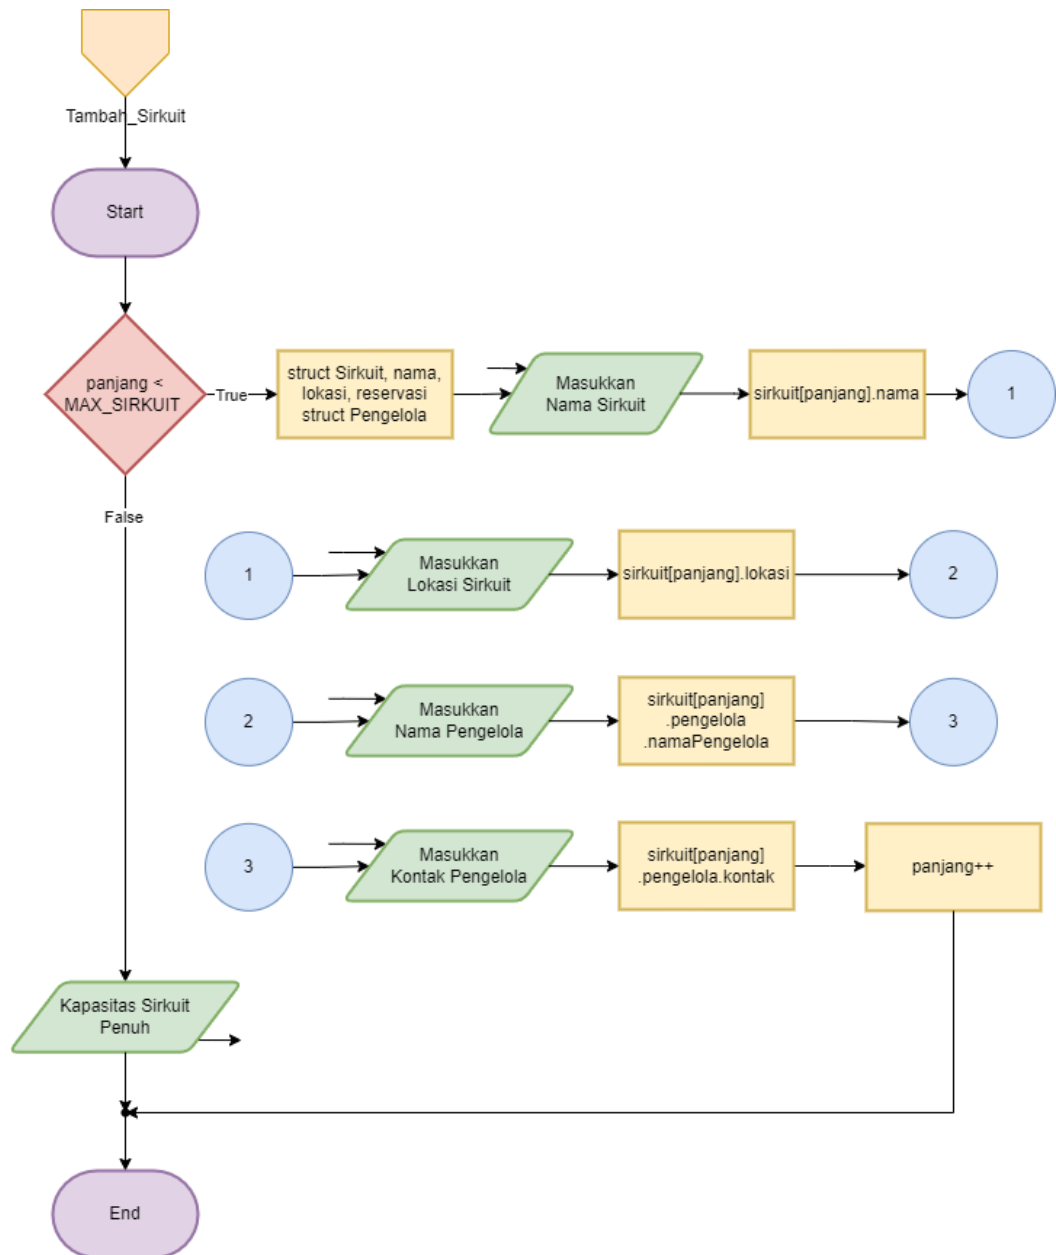 Tambah_Sirkuit
Start
panjang <
MAX_SIRKUIT
True
struct Sirkuit, nama,
lokasi, reservasi
struct Pengelola
Masukkan
Nama Sirkuit
sirkuit[panjang].nama
1
False
1
Masukkan
Lokasi Sirkuit
sirkuit[panjang].lokasi
2
2
Masukkan
Nama Pengelola
sirkuit[panjang]
.pengelola
.namaPengelola
3
3
Masukkan
Kontak Pengelola
sirkuit[panjang]
.pengelola.kontak
panjang++
Kapasitas Sirkuit
Penuh
End